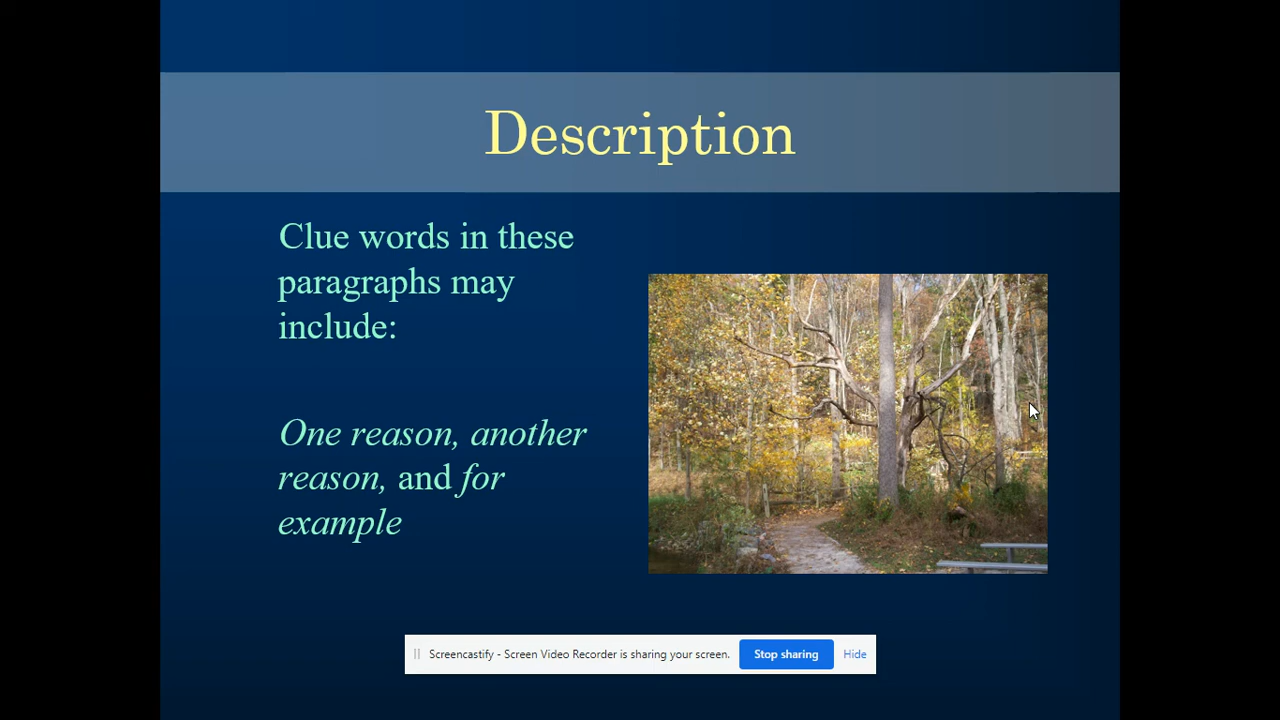 Description
Clue words in these
paragraphs may
include:
One reason, another
reason, and for
example
Screencastify - Screen Video Recorder is sharing your screen.
Stop sharing
Hide